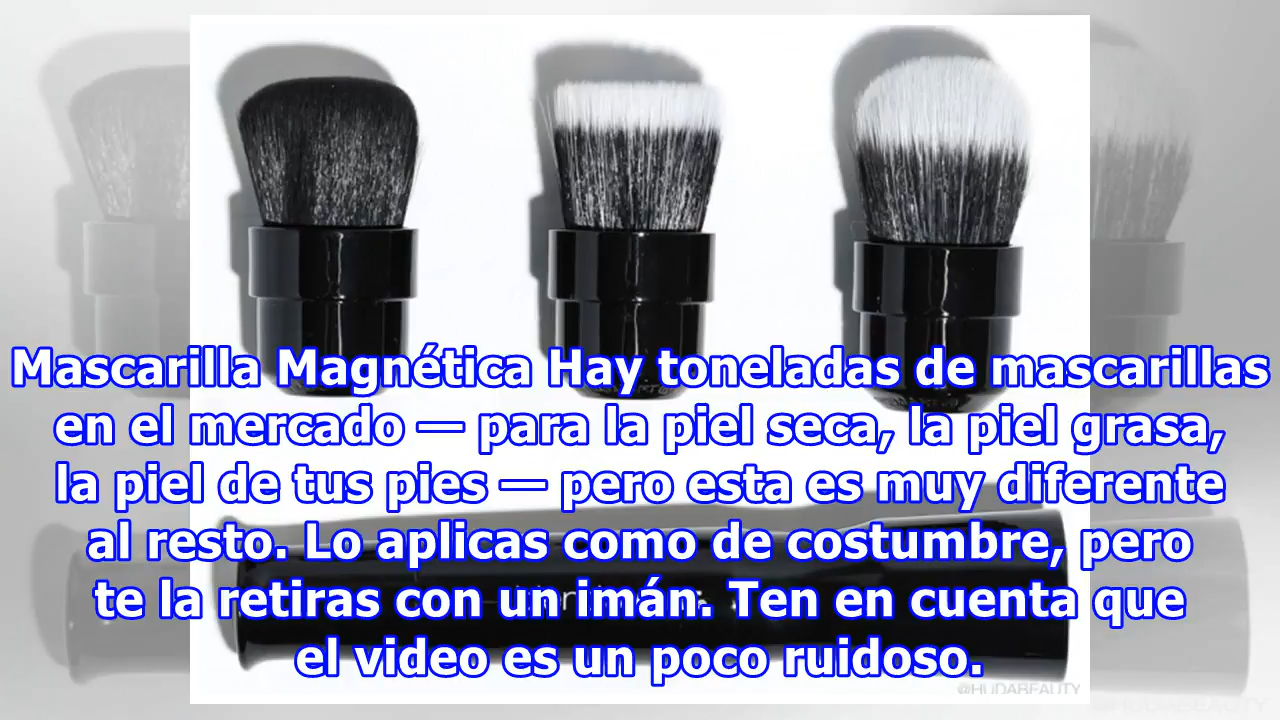 Mascarilla Magnética Hay toneladas de mascarillas
en el mercado — para la piel seca, la piel grasa,
la piel de tus pies — pero esta es muy diferente
al resto. Lo aplicas como de costumbre, pero
te la retiras con un imán. Ten en cuenta que
el video es un poco ruidoso.
@HUDABEAUTY